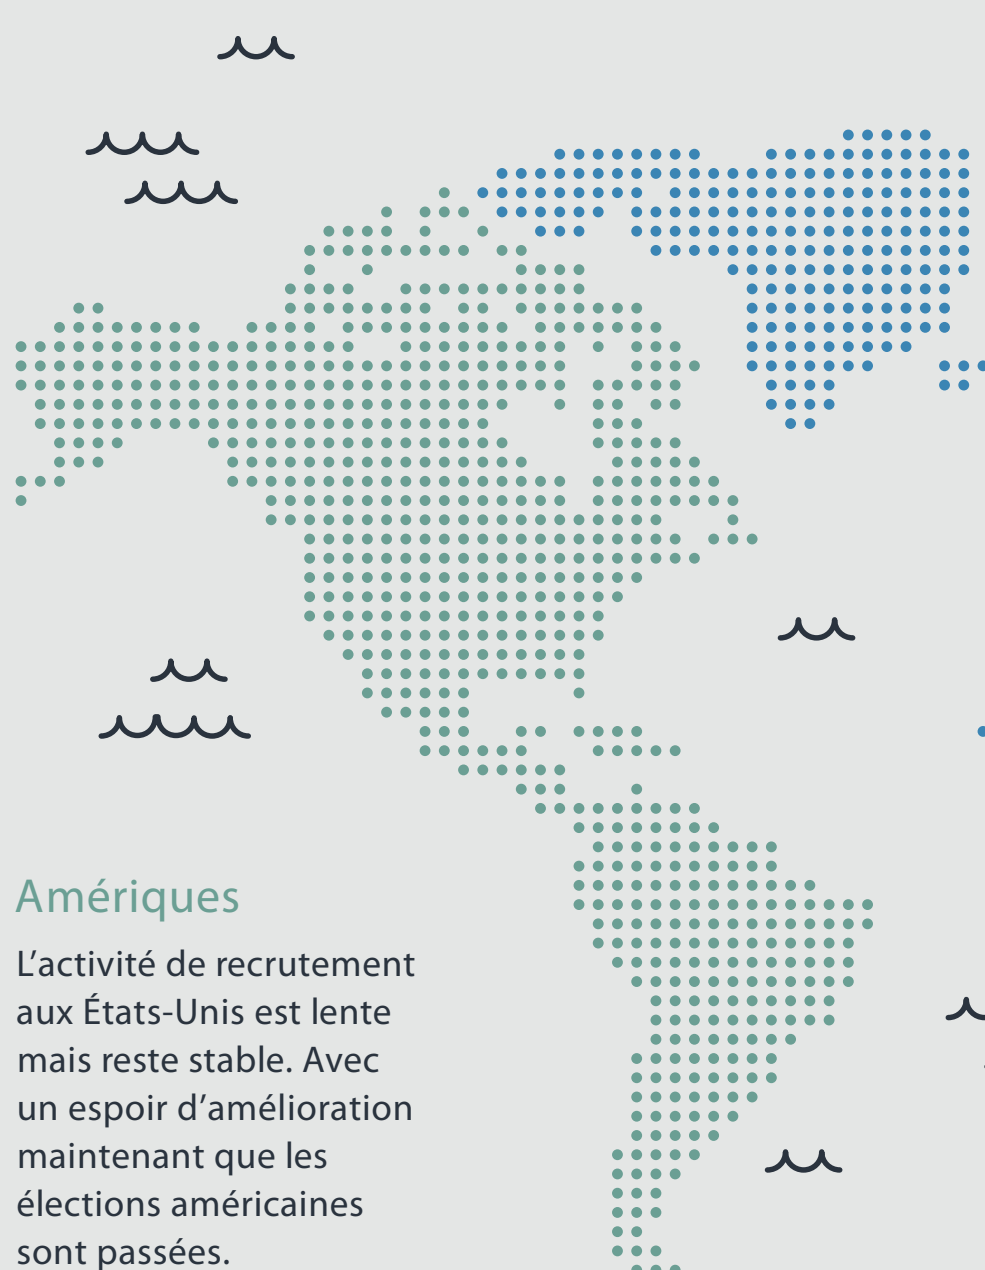 Amériques
L’activité de recrutement
aux États-Unis est lente
mais reste stable. Avec
un espoir d’amélioration
maintenant que les
élections américaines
sont passées.